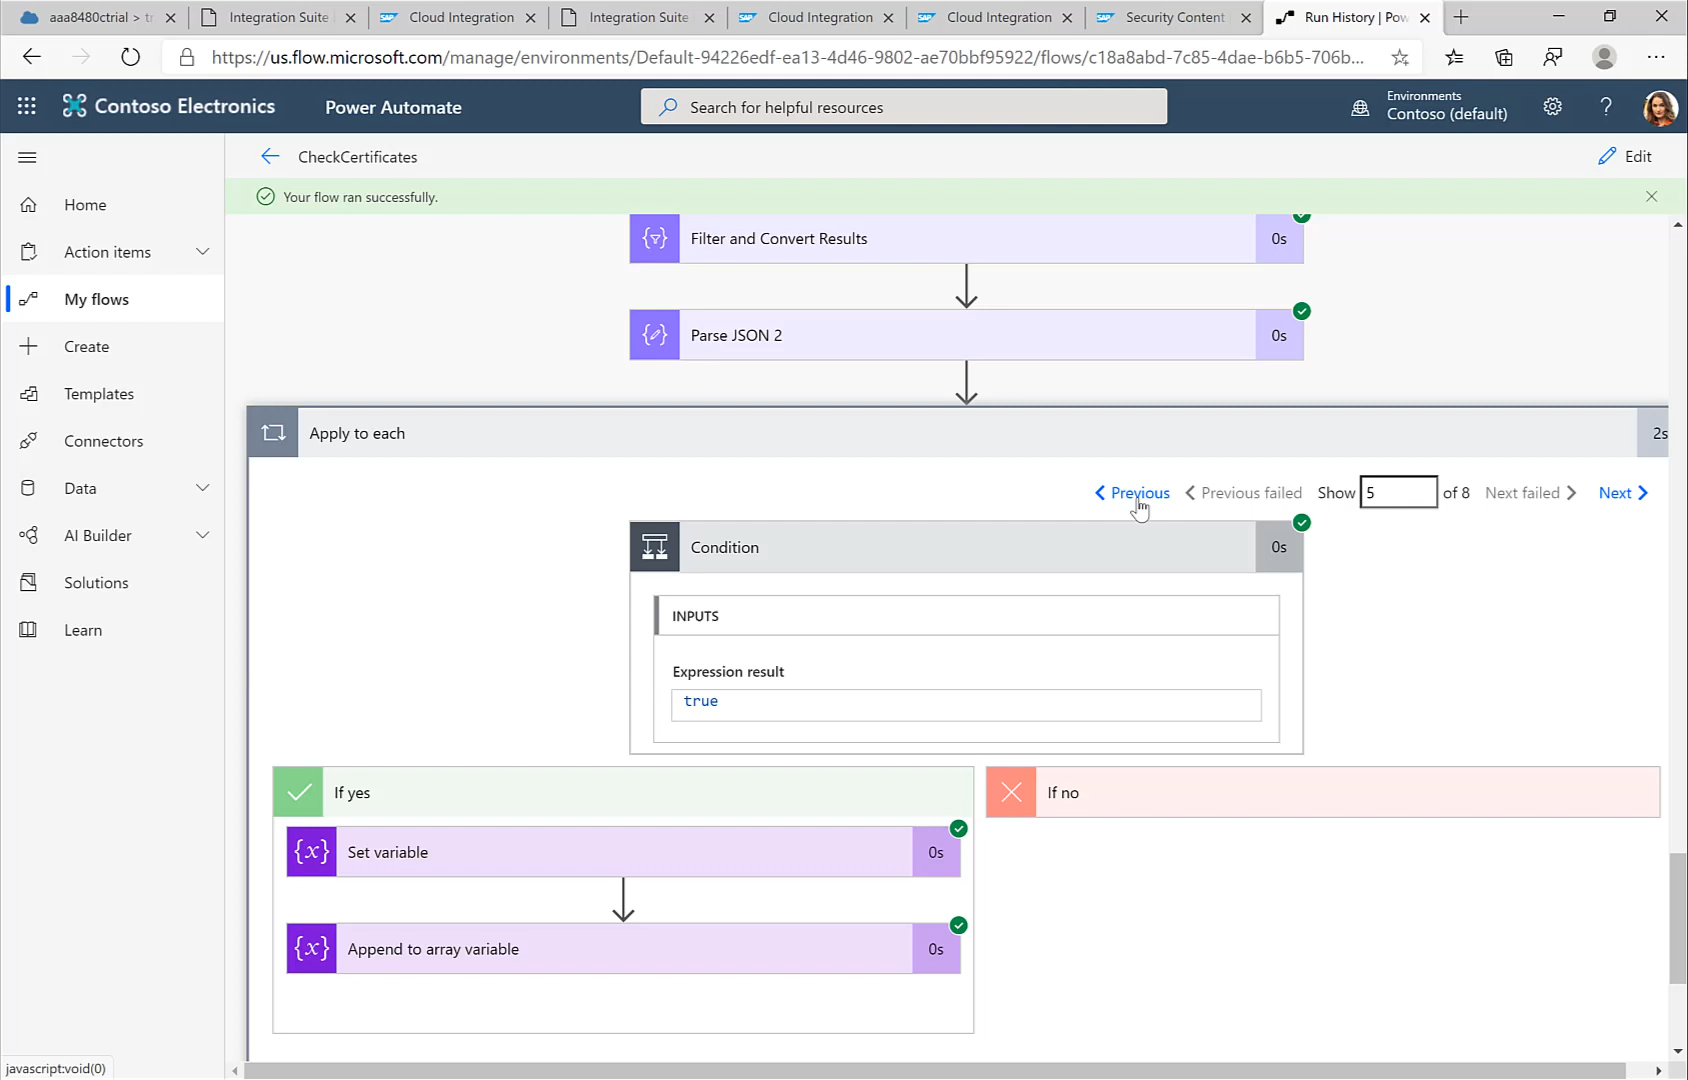 aaa8480ctrial > tr
Integration Suite
Cloud Integration
Integration Suite
Cloud Integration
Cloud Integration
Security Content
Run History | Pow
https://us.flow.microsoft.com/manage/environments/Default-94226edf-ea13-4d46-9802-ae70bbf95922/flows/c18a8abd-7c85-4dae-b6b5-706b...
Contoso Electronics
Power Automate
Search for helpful resources
Environments
Contoso (default)
?
CheckCertificates
Edit
Your flow ran successfully.
Home
Action items
My flows
Create
Templates
Connectors
Data
AI Builder
Solutions
Learn
Filter and Convert Results
0s
Parse JSON 2
0s
Apply to each
2s
Previous
Previous failed
Show 5 of 8
Next failed
Next
Condition
0s
INPUTS
Expression result
true
If yes
If no
{x} Set variable
0s
{x} Append to array variable
0s
javascript:void(0)